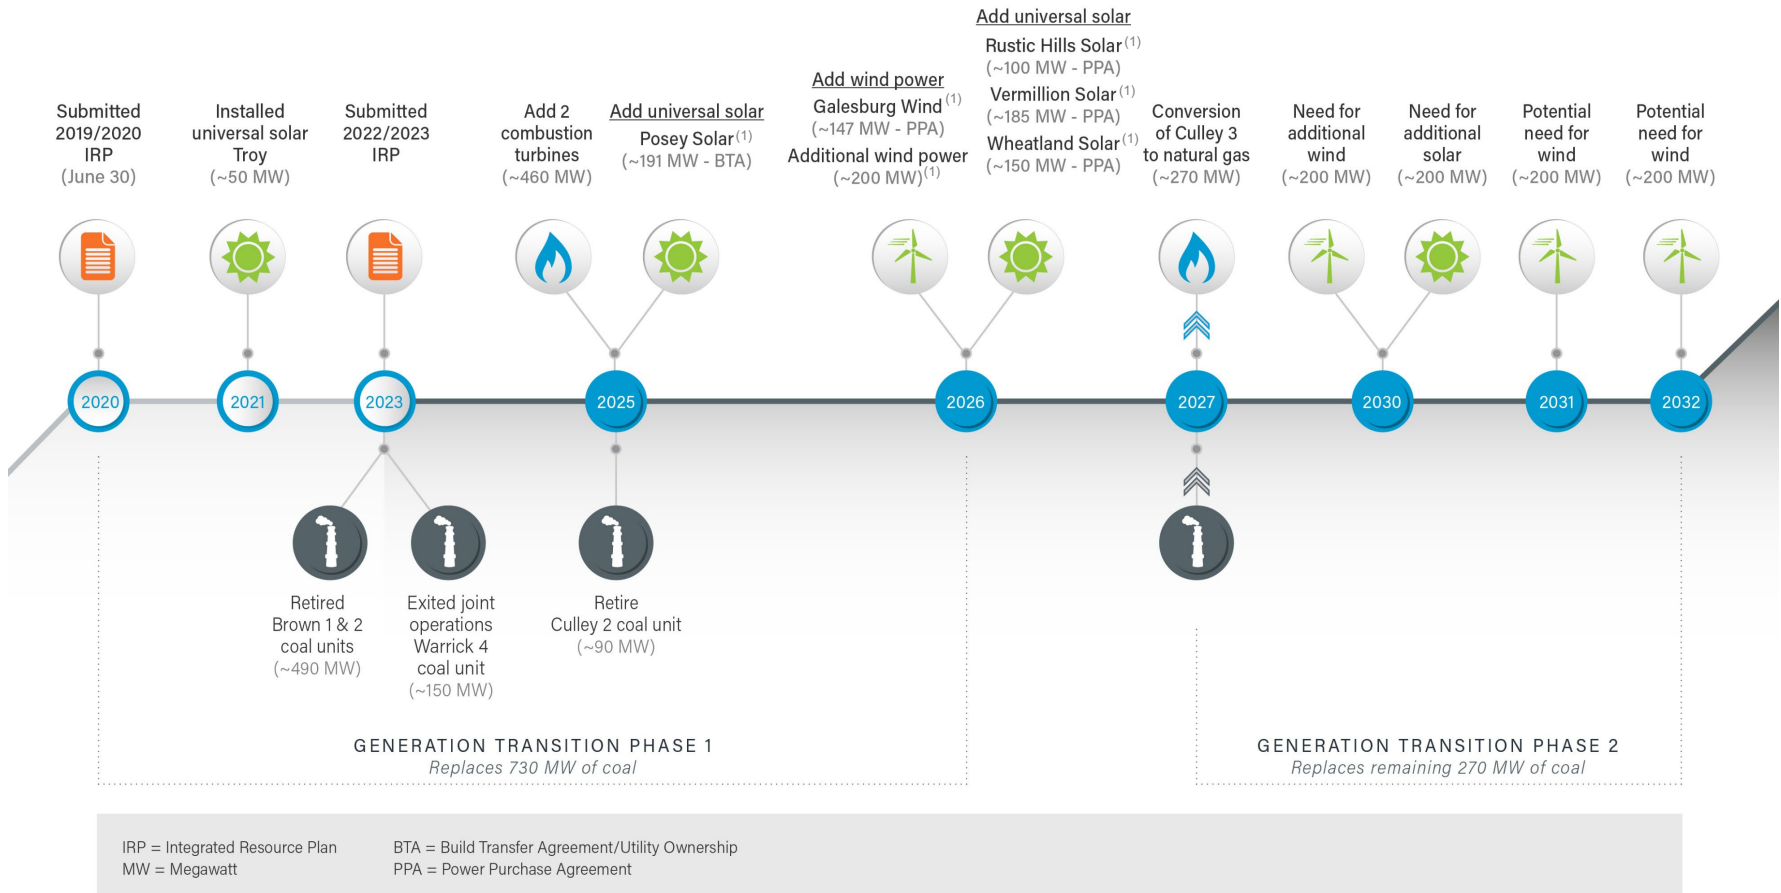 Submitted
2019/2020
IRP
(June 30)
Installed
universal solar
Troy
(~50 MW)
Submitted
2022/2023
IRP
Add 2
combustion
turbines
(~460 MW)
Add universal solar
Posey Solar(1)
(~191 MW - BTA)
Add wind power
Galesburg Wind(1)
(~147 MW - PPA)
Additional wind power
(~200 MW)(1)
Add universal solar
Rustic Hills Solar(1)
(~100 MW - PPA)
Vermillion Solar(1)
(~185 MW - PPA)
Wheatland Solar(1)
(~150 MW - PPA)
Conversion
of Culley 3
to natural gas
(~270 MW)
Need for
additional
wind
(~200 MW)
Need for
additional
solar
(~200 MW)
Potential
need for
wind
(~200 MW)
Potential
need for
wind
(~200 MW)
2020
2021
2023
2025
2026
2027
2030
2031
2032
Retired
Brown 1 & 2
coal units
(~490 MW)
Exited joint
operations
Warrick 4
coal unit
(~150 MW)
Retire
Culley 2 coal unit
(~90 MW)
GENERATION TRANSITION PHASE 1
Replaces 730 MW of coal
GENERATION TRANSITION PHASE 2
Replaces remaining 270 MW of coal
IRP = Integrated Resource Plan
MW = Megawatt
BTA = Build Transfer Agreement/Utility Ownership
PPA = Power Purchase Agreement